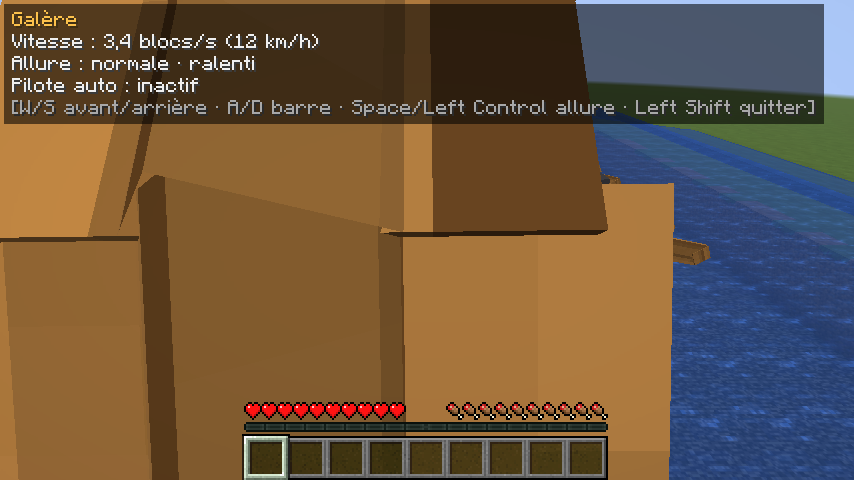 Galère
Vitesse : 3,4 blocs/s (12 km/h)
Allure : normale · ralenti
Pilote auto : inactif
[W/S avant/arrière · A/D barre · Space/Left Control allure · Left Shift quitter]